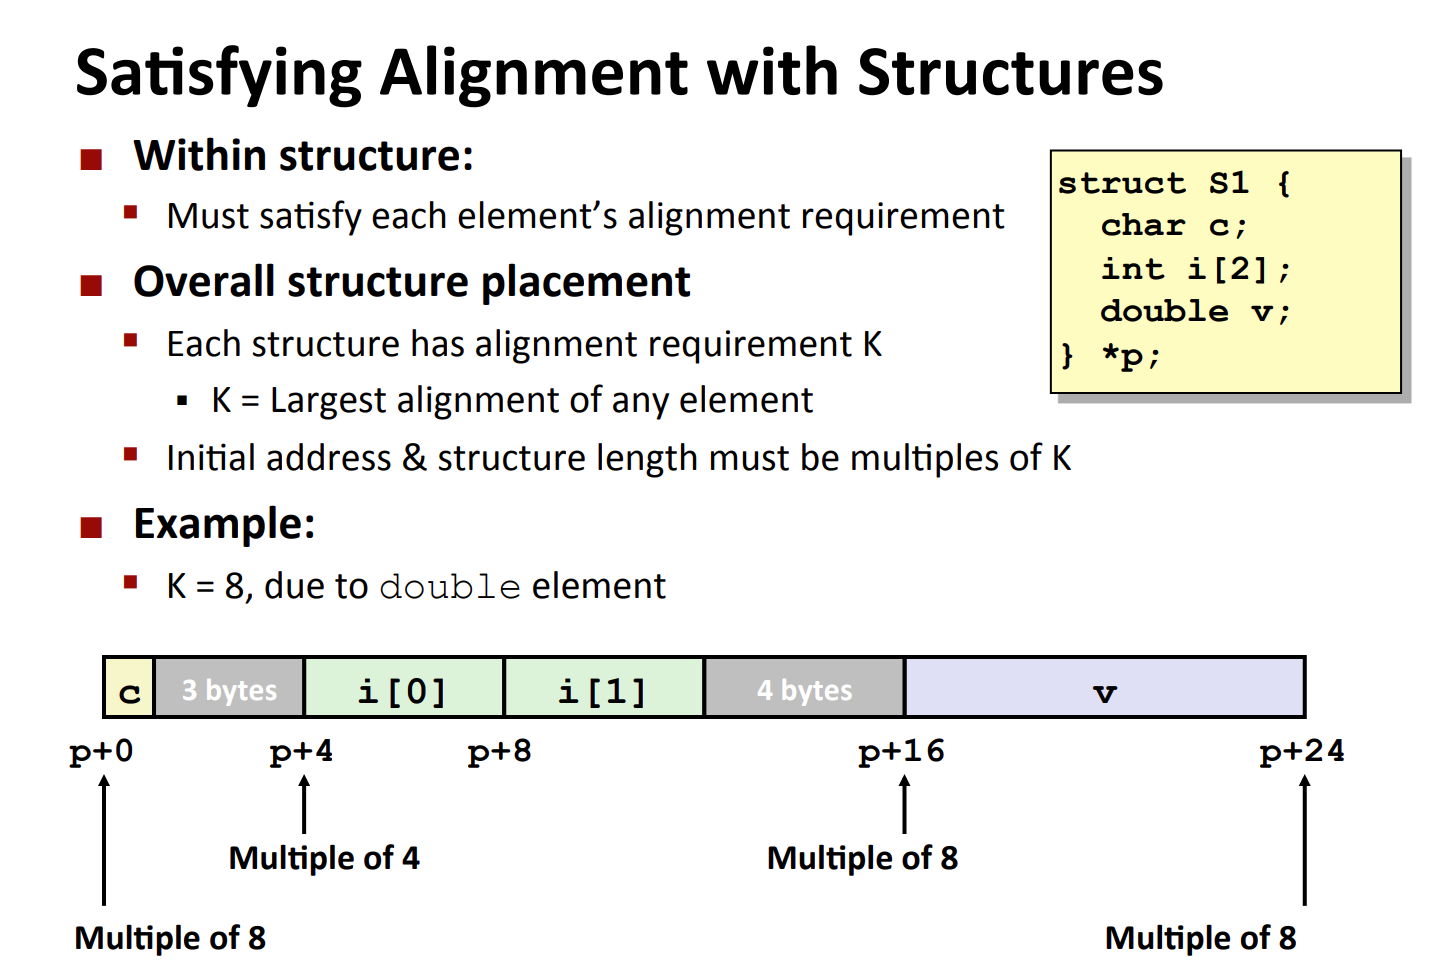 Satisfying Alignment with Structures
Within structure:
Must satisfy each element’s alignment requirement
Overall structure placement
Each structure has alignment requirement K
K = Largest alignment of any element
Initial address & structure length must be multiples of K
Example:
K = 8, due to double element
struct S1 {
char c;
int i[2];
double v;
} *p;
c 3 bytes i[0] i[1] 4 bytes v
p+0 p+4 p+8 p+16 p+24
Multiple of 4 Multiple of 8
Multiple of 8 Multiple of 8